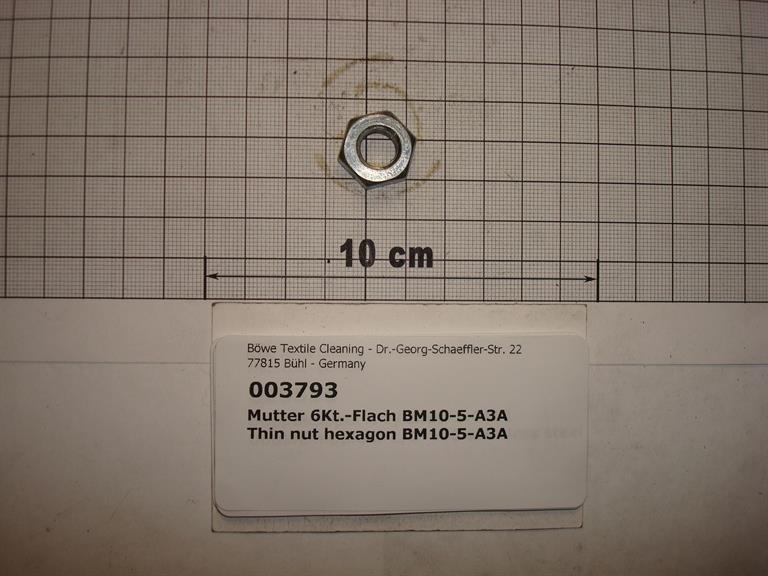 10 cm
Böwe Textile Cleaning - Dr.-Georg-Schaeffler-Str. 22
77815 Bühl - Germany
003793
Mutter 6Kt.-Flach BM10-5-A3A
Thin nut hexagon BM10-5-A3A